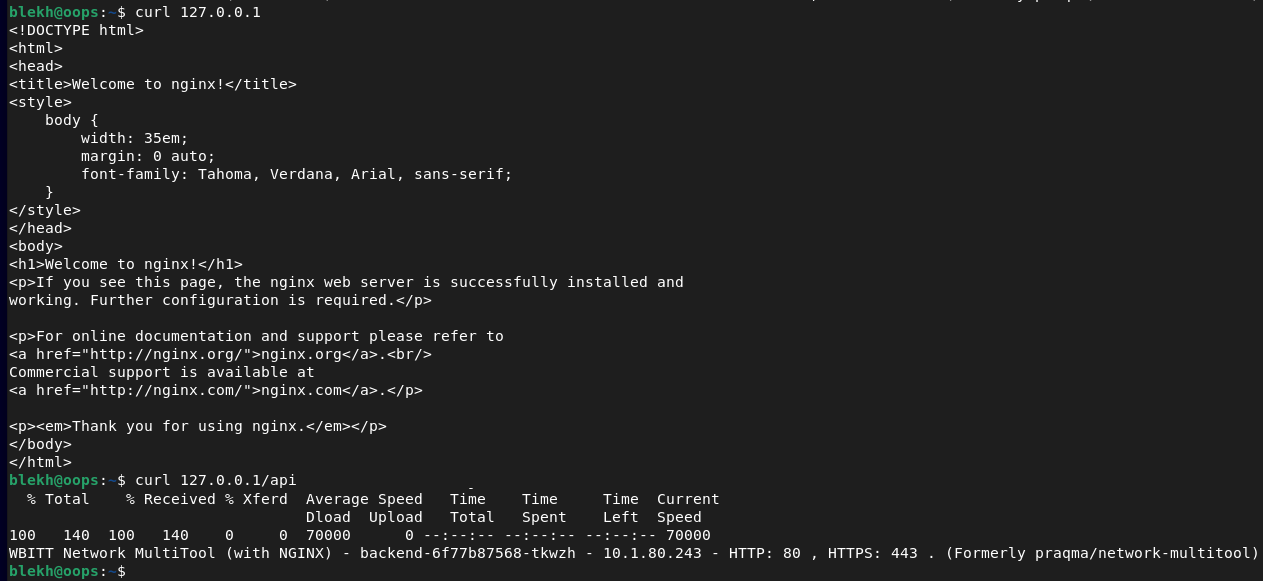 blekh@oops:~$ curl 127.0.0.1
<!DOCTYPE html>
<html>
<head>
<title>Welcome to nginx!</title>
<style>
    body {
        width: 35em;
        margin: 0 auto;
        font-family: Tahoma, Verdana, Arial, sans-serif;
    }
</style>
</head>
<body>
<h1>Welcome to nginx!</h1>
<p>If you see this page, the nginx web server is successfully installed and
working. Further configuration is required.</p>

<p>For online documentation and support please refer to
<a href="http://nginx.org/">nginx.org</a>.<br/>
Commercial support is available at
<a href="http://nginx.com/">nginx.com</a>.</p>

<p><em>Thank you for using nginx.</em></p>
</body>
</html>
blekh@oops:~$ curl 127.0.0.1/api
  % Total    % Received % Xferd  Average Speed   Time    Time     Time  Current
                                 Dload  Upload   Total   Spent    Left  Speed
100   140  100   140    0     0  70000      0 --:--:-- --:--:-- --:--:-- 70000
WBITT Network MultiTool (with NGINX) - backend-6f77b87568-tkwzh - 10.1.80.243 - HTTP: 80 , HTTPS: 443 . (Formerly praqma/network-multitool)
blekh@oops:~$